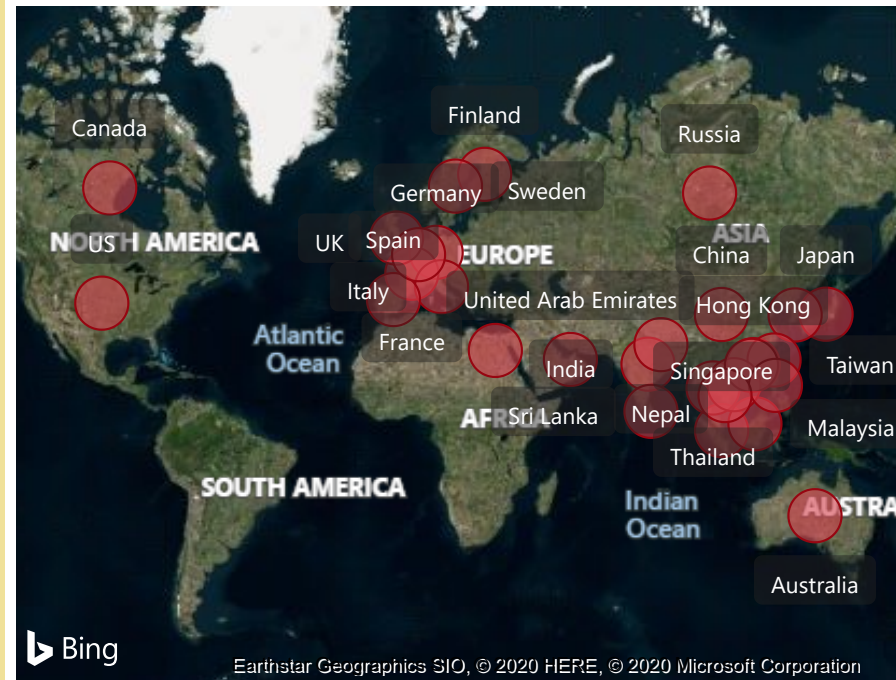 Finland
Canada
Russia
Germany
Sweden
NORTH AMERICA
US
UK
Spain
EUROPE
ASIA
China
Japan
Italy
United Arab Emirates
Hong Kong
Atlantic
Ocean
France
India
Singapore
Taiwan
AFRICA
Sri Lanka
Nepal
Malaysia
Thailand
SOUTH AMERICA
Indian
Ocean
AUSTRA
Australia
Bing
Earthstar Geographics SIO, © 2020 HERE, © 2020 Microsoft Corporation